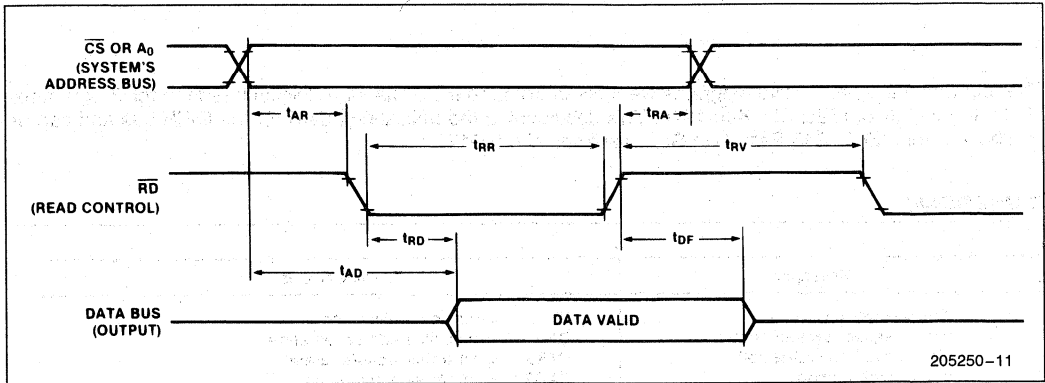 CS OR A0
(SYSTEM'S
ADDRESS BUS)
tAR
tRA
tRR
tRV
RD
(READ CONTROL)
tRD
tDF
tAD
DATA BUS
(OUTPUT)
DATA VALID
205250-11